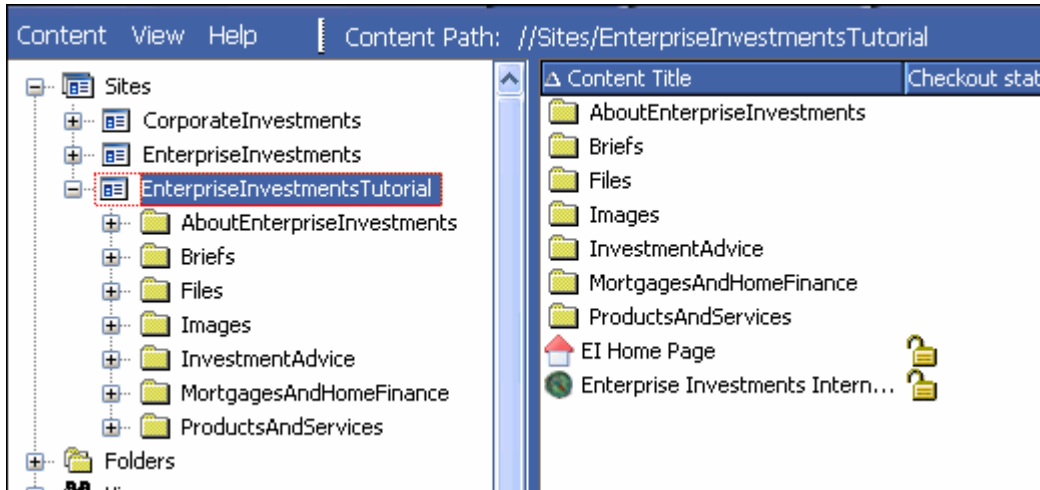 Content View Help Content Path: //Sites/EnterpriseInvestmentsTutorial
Sites
CorporateInvestments
EnterpriseInvestments
EnterpriseInvestmentsTutorial
AboutEnterpriseInvestments
Briefs
Files
Images
InvestmentAdvice
MortgagesAndHomeFinance
ProductsAndServices
Folders
Content Title Checkout stat
AboutEnterpriseInvestments
Briefs
Files
Images
InvestmentAdvice
MortgagesAndHomeFinance
ProductsAndServices
EI Home Page
Enterprise Investments Intern...